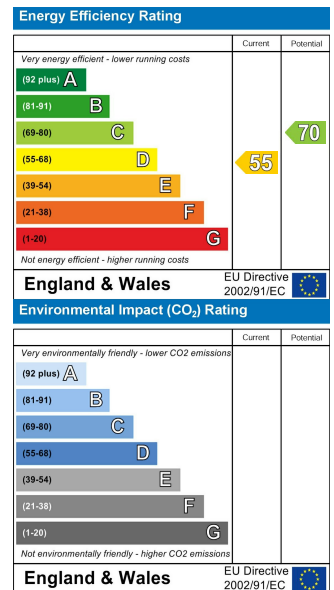 Energy Efficiency Rating
Current Potential
Very energy efficient - lower running costs
(92 plus) A
(81-91) B
(69-80) C
(55-68) D
(39-54) E
(21-38) F
(1-20) G
55
70
Not energy efficient - higher running costs
England & Wales
EU Directive
2002/91/EC
Environmental Impact (CO₂) Rating
Current Potential
Very environmentally friendly - lower CO2 emissions
(92 plus) A
(81-91) B
(69-80) C
(55-68) D
(39-54) E
(21-38) F
(1-20) G
Not environmentally friendly - higher CO2 emissions
England & Wales
EU Directive
2002/91/EC